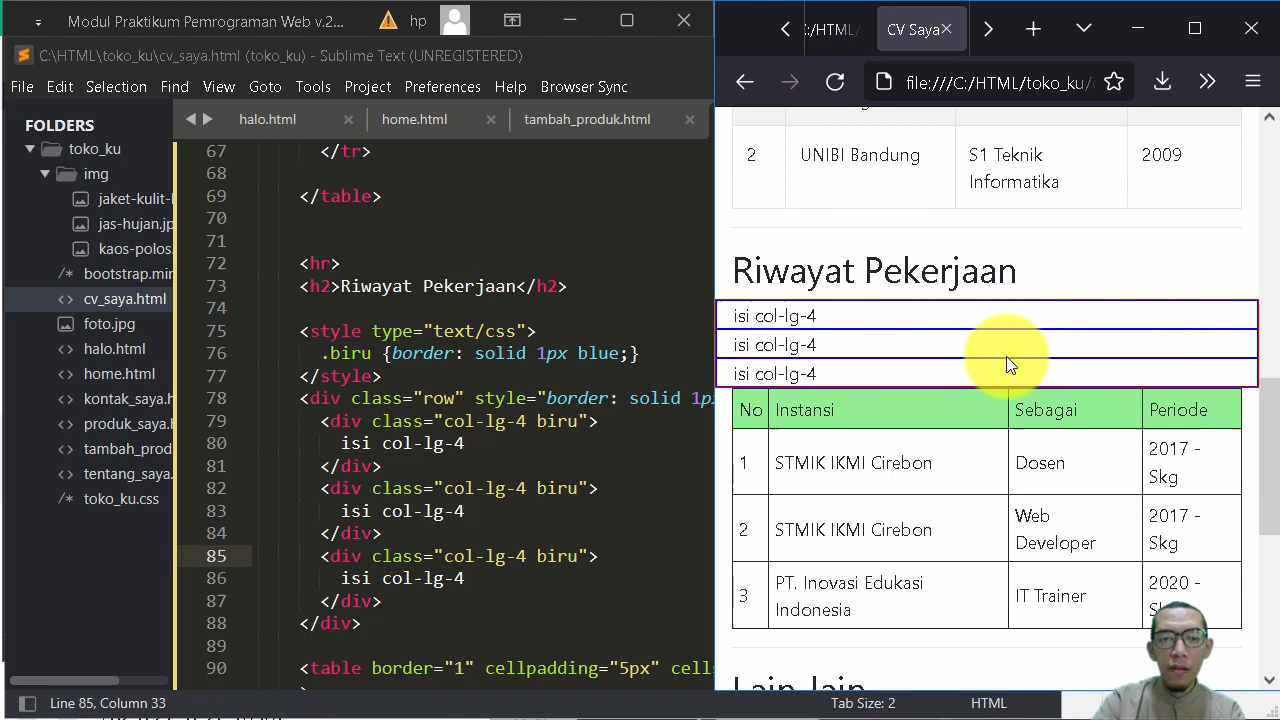 Modul Praktikum Pemrograman Web v.2...
hp
C:\HTML\toko_ku\cv_saya.html (toko_ku) - Sublime Text (UNREGISTERED)
File Edit Selection Find View Goto Tools Project Preferences Help Browser Sync
FOLDERS
toko_ku
img
jaket-kulit-
jas-hujan.jp
kaos-polos.
bootstrap.mir
cv_saya.html
foto.jpg
halo.html
home.html
kontak_saya.h
produk_saya.h
tambah_prod
tentang_saya.
toko_ku.css
halo.html
home.html
tambah_produk.html
67 </tr>
68
69 </table>
70
71
72 <hr>
73 <h2>Riwayat Pekerjaan</h2>
74
75 <style type="text/css">
76 .biru {border: solid 1px blue;}
77 </style>
78 <div class="row" style="border: solid 1p
79 <div class="col-lg-4 biru">
80 isi col-lg-4
81 </div>
82 <div class="col-lg-4 biru">
83 isi col-lg-4
84 </div>
85 <div class="col-lg-4 biru">
86 isi col-lg-4
87 </div>
88 </div>
89
90 <table border="1" cellpadding="5px" cells
Line 85, Column 33
Tab Size: 2
HTML
:/HTML/
CV Saya
file:///C:/HTML/toko_ku/
2 UNIBI Bandung S1 Teknik Informatika 2009
Riwayat Pekerjaan
isi col-lg-4
isi col-lg-4
isi col-lg-4
No Instansi Sebagai Periode
1 STMIK IKMI Cirebon Dosen 2017 - Skg
2 STMIK IKMI Cirebon Web Developer 2017 - Skg
3 PT. Inovasi Edukasi Indonesia IT Trainer 2020 -
Lain-lain